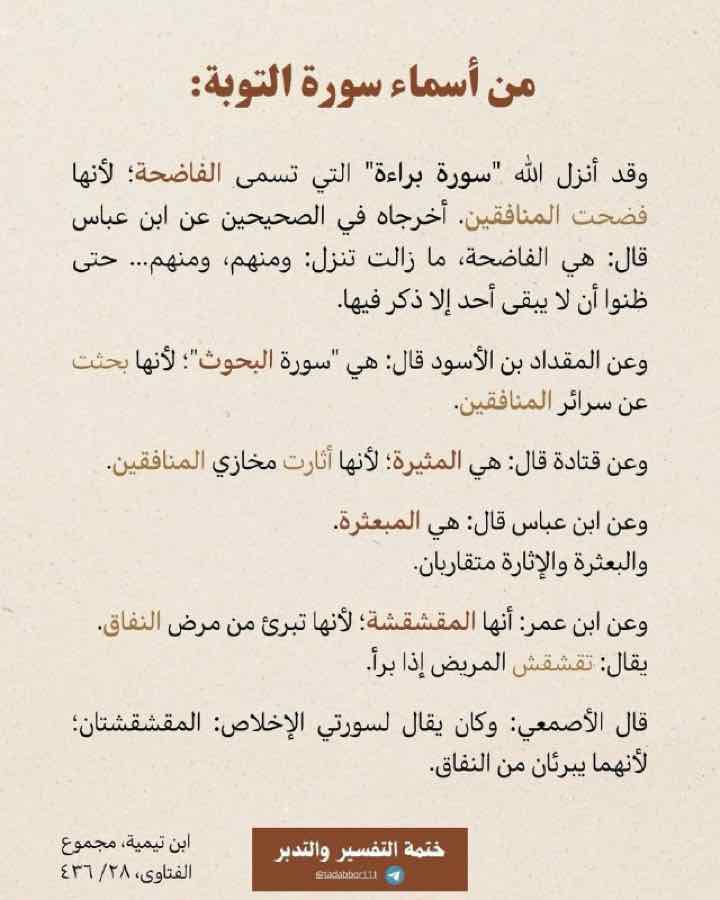 من أسماء سورة التوبة:
وقد أنزل الله "سورة براءة" التي تسمى الفاضحة؛ لأنها
فضحت المنافقين. أخرجاه في الصحيحين عن ابن عباس
قال: هي الفاضحة، ما زالت تنزل: ومنهم، ومنهم... حتى
ظنوا أن لا يبقى أحد إلا ذكر فيها.
وعن المقداد بن الأسود قال: هي "سورة البحوث"؛ لأنها بحثت
عن سرائر المنافقين.
وعن قتادة قال: هي المثيرة؛ لأنها أثارت مخازي المنافقين.
وعن ابن عباس قال: هي المبعثرة.
والبعثرة والإثارة متقاربان.
وعن ابن عمر: أنها المقشقشة؛ لأنها تبرئ من مرض النفاق.
يقال: تقشقش المريض إذا برأ.
قال الأصمعي: وكان يقال لسورتي الإخلاص: المقشقشتان؛
لأنهما يبرئان من النفاق.
ابن تيمية، مجموع
الفتاوى، ٢٨/ ٤٣٦
ختمة التفسير والتدبر
@tadabbor111